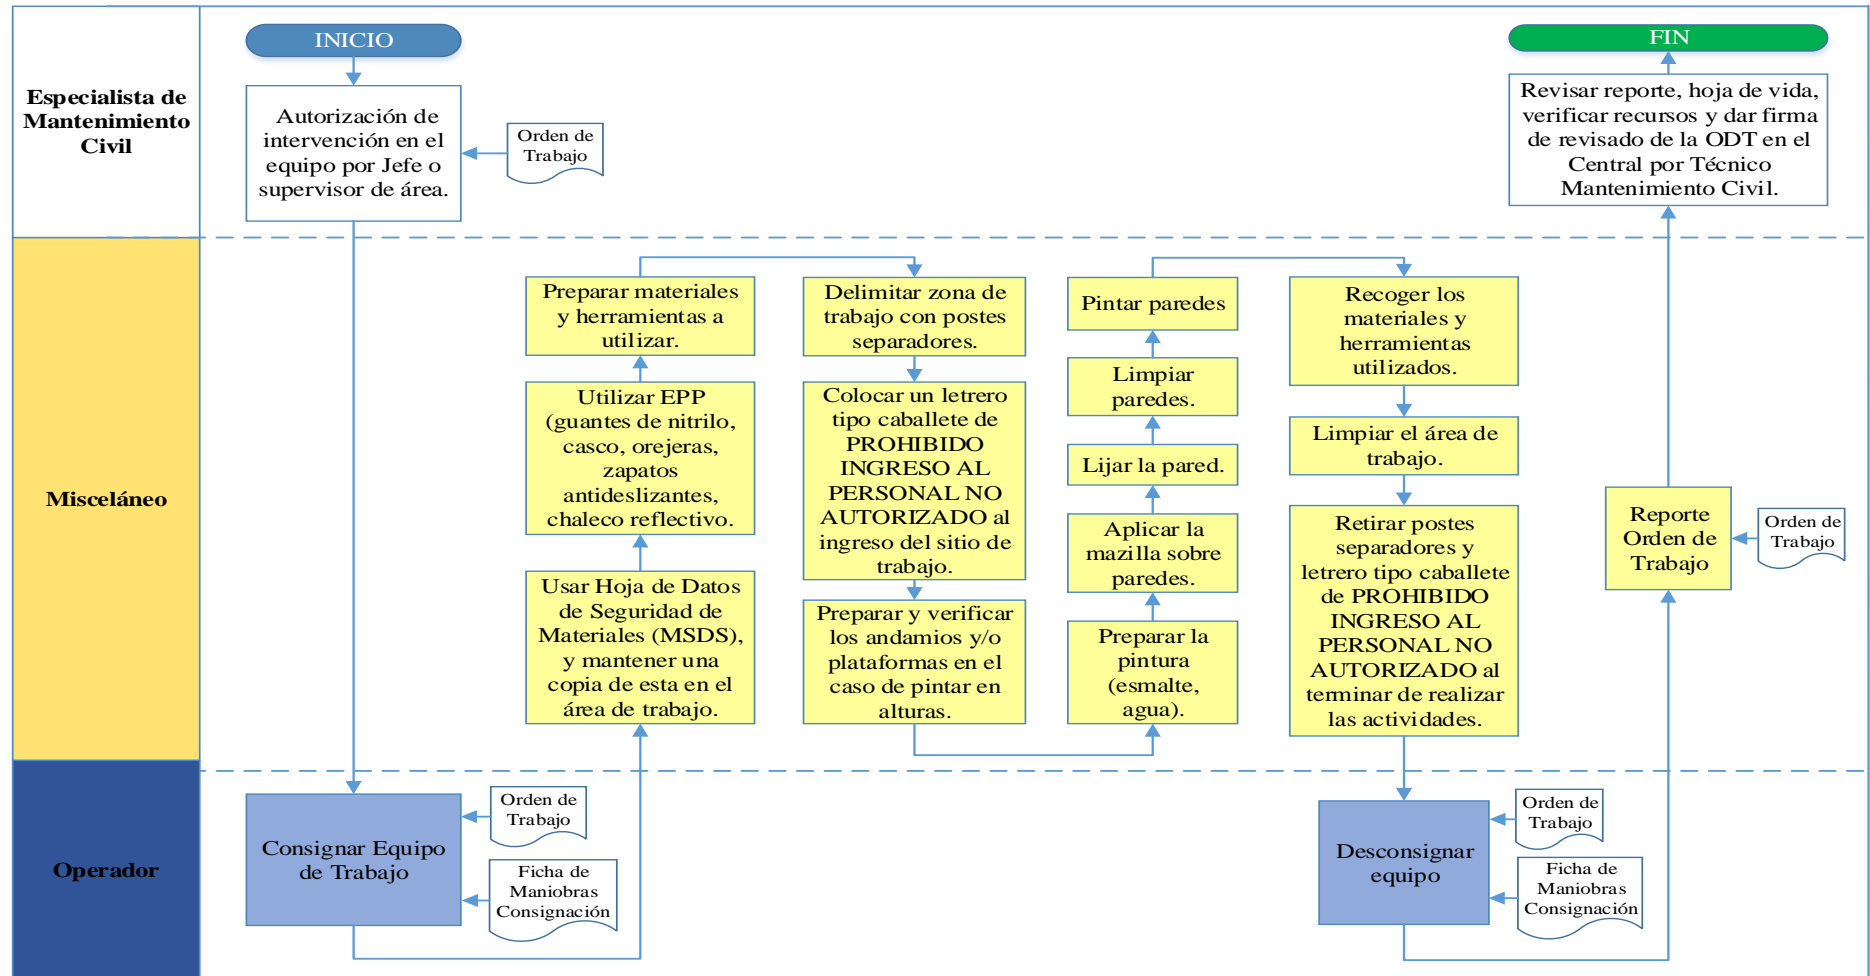 Especialista de
Mantenimiento
Civil
INICIO
Autorización de
intervención en el
equipo por Jefe o
supervisor de área.
Orden de
Trabajo
FIN
Revisar reporte, hoja de vida,
verificar recursos y dar firma
de revisado de la ODT en el
Central por Técnico
Mantenimiento Civil.
Misceláneo
Preparar materiales
y herramientas a
utilizar.
Utilizar EPP
(guantes de nitrilo,
casco, orejeras,
zapatos
antideslizantes,
chaleco reflectivo.
Usar Hoja de Datos
de Seguridad de
Materiales (MSDS),
y mantener una
copia de esta en el
área de trabajo.
Delimitar zona de
trabajo con postes
separadores.
Colocar un letrero
tipo caballete de
PROHIBIDO
INGRESO AL
PERSONAL NO
AUTORIZADO al
ingreso del sitio de
trabajo.
Preparar y verificar
los andamios y/o
plataformas en el
caso de pintar en
alturas.
Pintar paredes
Limpiar
paredes.
Lijar la pared.
Aplicar la
mazilla sobre
paredes.
Preparar la
pintura
(esmalte,
agua).
Recoger los
materiales y
herramientas
utilizados.
Limpiar el área de
trabajo.
Retirar postes
separadores y
letrero tipo caballete
de PROHIBIDO
INGRESO AL
PERSONAL NO
AUTORIZADO al
terminar de realizar
las actividades.
Reporte
Orden de
Trabajo
Orden de
Trabajo
Operador
Consignar Equipo
de Trabajo
Orden de
Trabajo
Ficha de
Maniobras
Consignación
Desconsignar
equipo
Orden de
Trabajo
Ficha de
Maniobras
Consignación